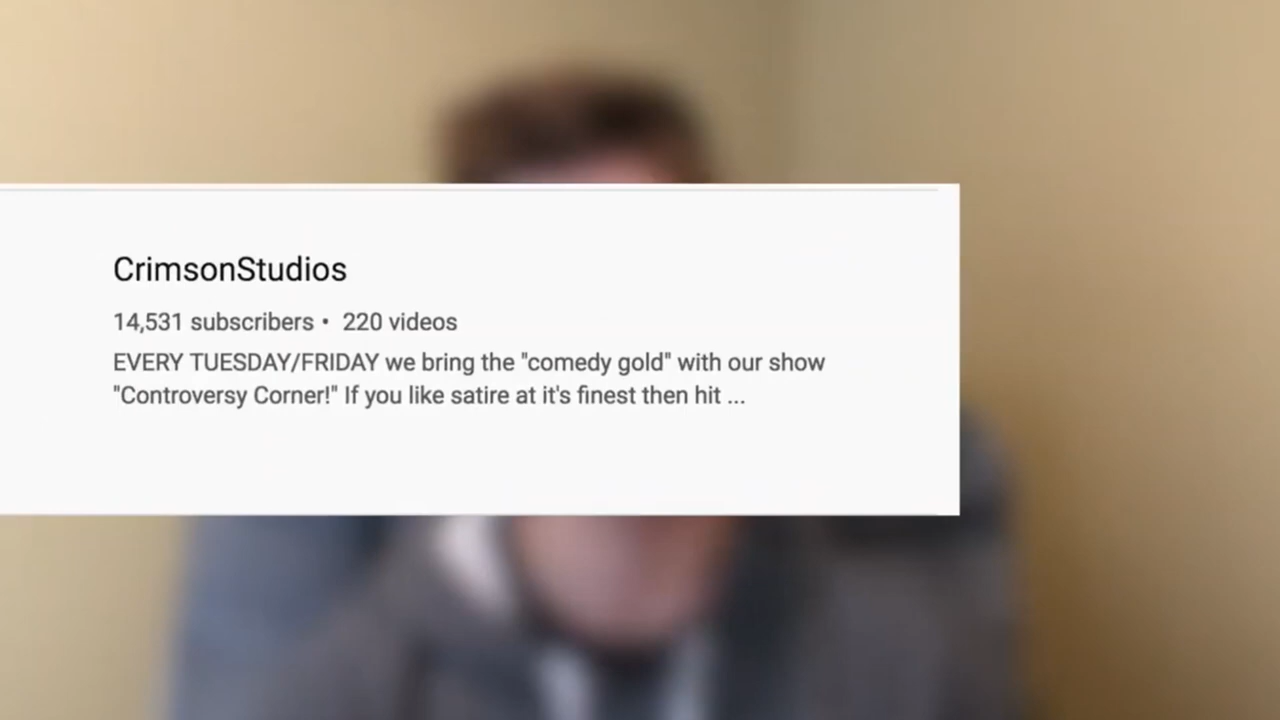 CrimsonStudios
14,531 subscribers • 220 videos
EVERY TUESDAY/FRIDAY we bring the "comedy gold" with our show
"Controversy Corner!" If you like satire at it's finest then hit ...